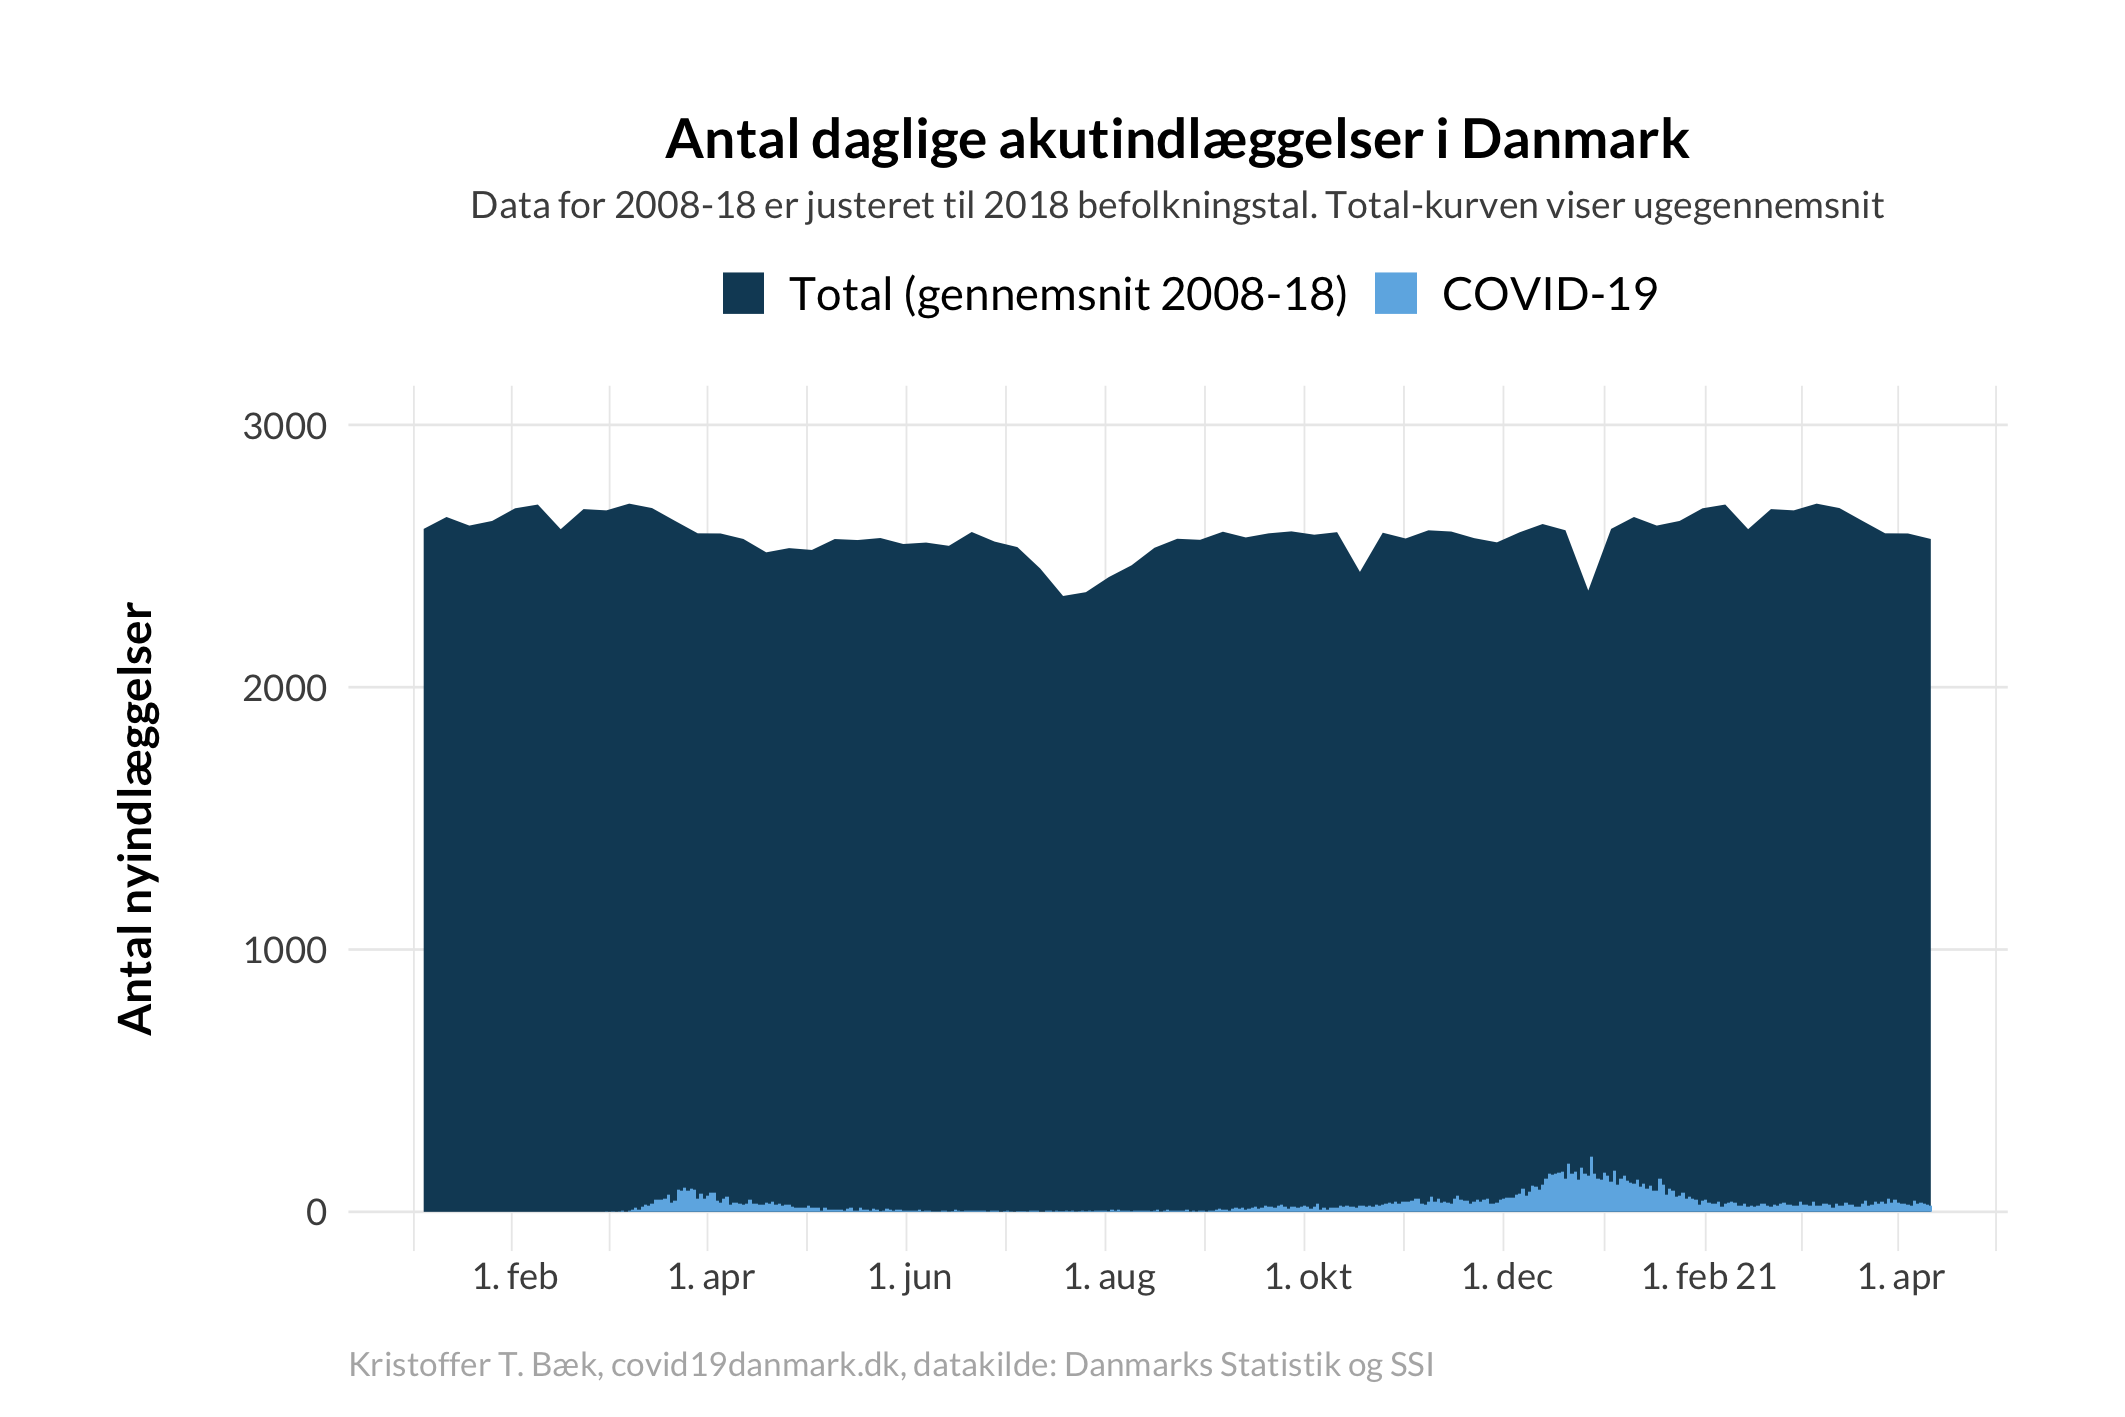 Antal daglige akutindlæggelser i Danmark
Data for 2008-18 er justeret til 2018 befolkningstal. Total-kurven viser ugegennemsnit
Total (gennemsnit 2008-18) COVID-19
Antal nyindlæggelser
3000
2000
1000
0
1. feb 1. apr 1. jun 1. aug 1. okt 1. dec 1. feb 21 1. apr
Kristoffer T. Bæk, covid19danmark.dk, datakilde: Danmarks Statistik og SSI